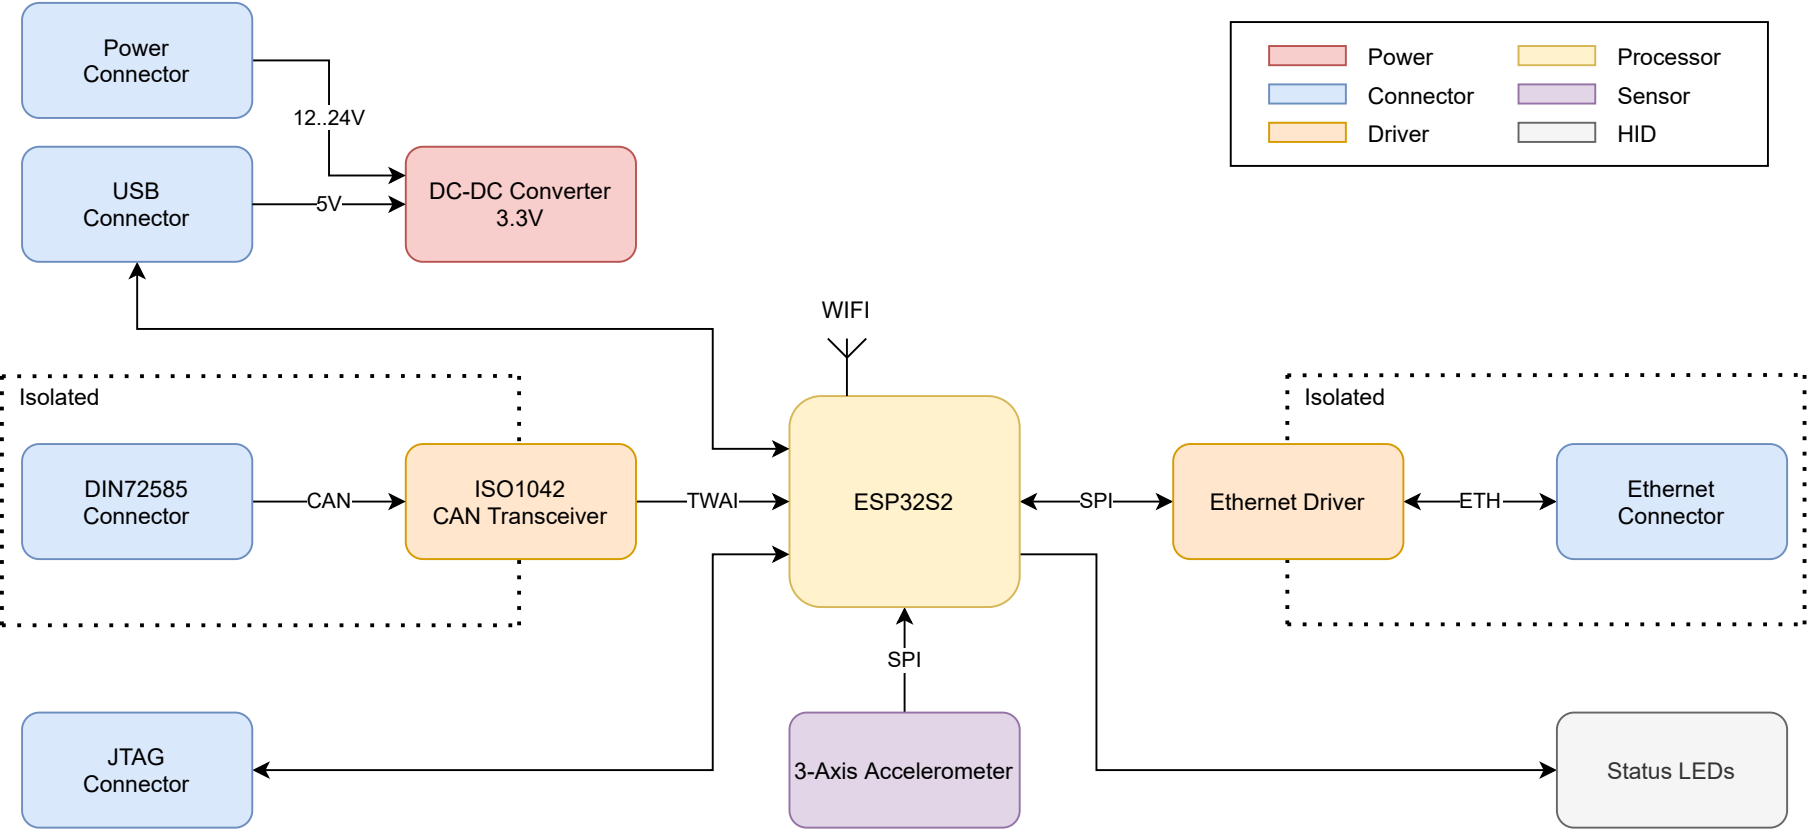 Power
Connector
12..24V
USB
Connector
5V
DC-DC Converter
3.3V
Power
Connector
Driver
Processor
Sensor
HID
WIFI
Isolated
DIN72585
Connector
CAN
ISO1042
CAN Transceiver
TWAI
ESP32S2
SPI
Isolated
Ethernet Driver
ETH
Ethernet
Connector
SPI
JTAG
Connector
3-Axis Accelerometer
Status LEDs